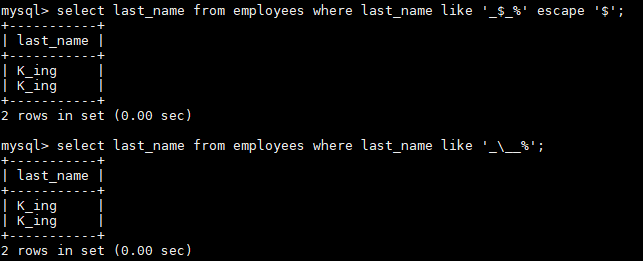 mysql> select last_name from employees where last_name like '_$_%' escape '$';
+-----------+
| last_name |
+-----------+
| K_ing     |
| K_ing     |
+-----------+
2 rows in set (0.00 sec)

mysql> select last_name from employees where last_name like '_\__%';
+-----------+
| last_name |
+-----------+
| K_ing     |
| K_ing     |
+-----------+
2 rows in set (0.00 sec)